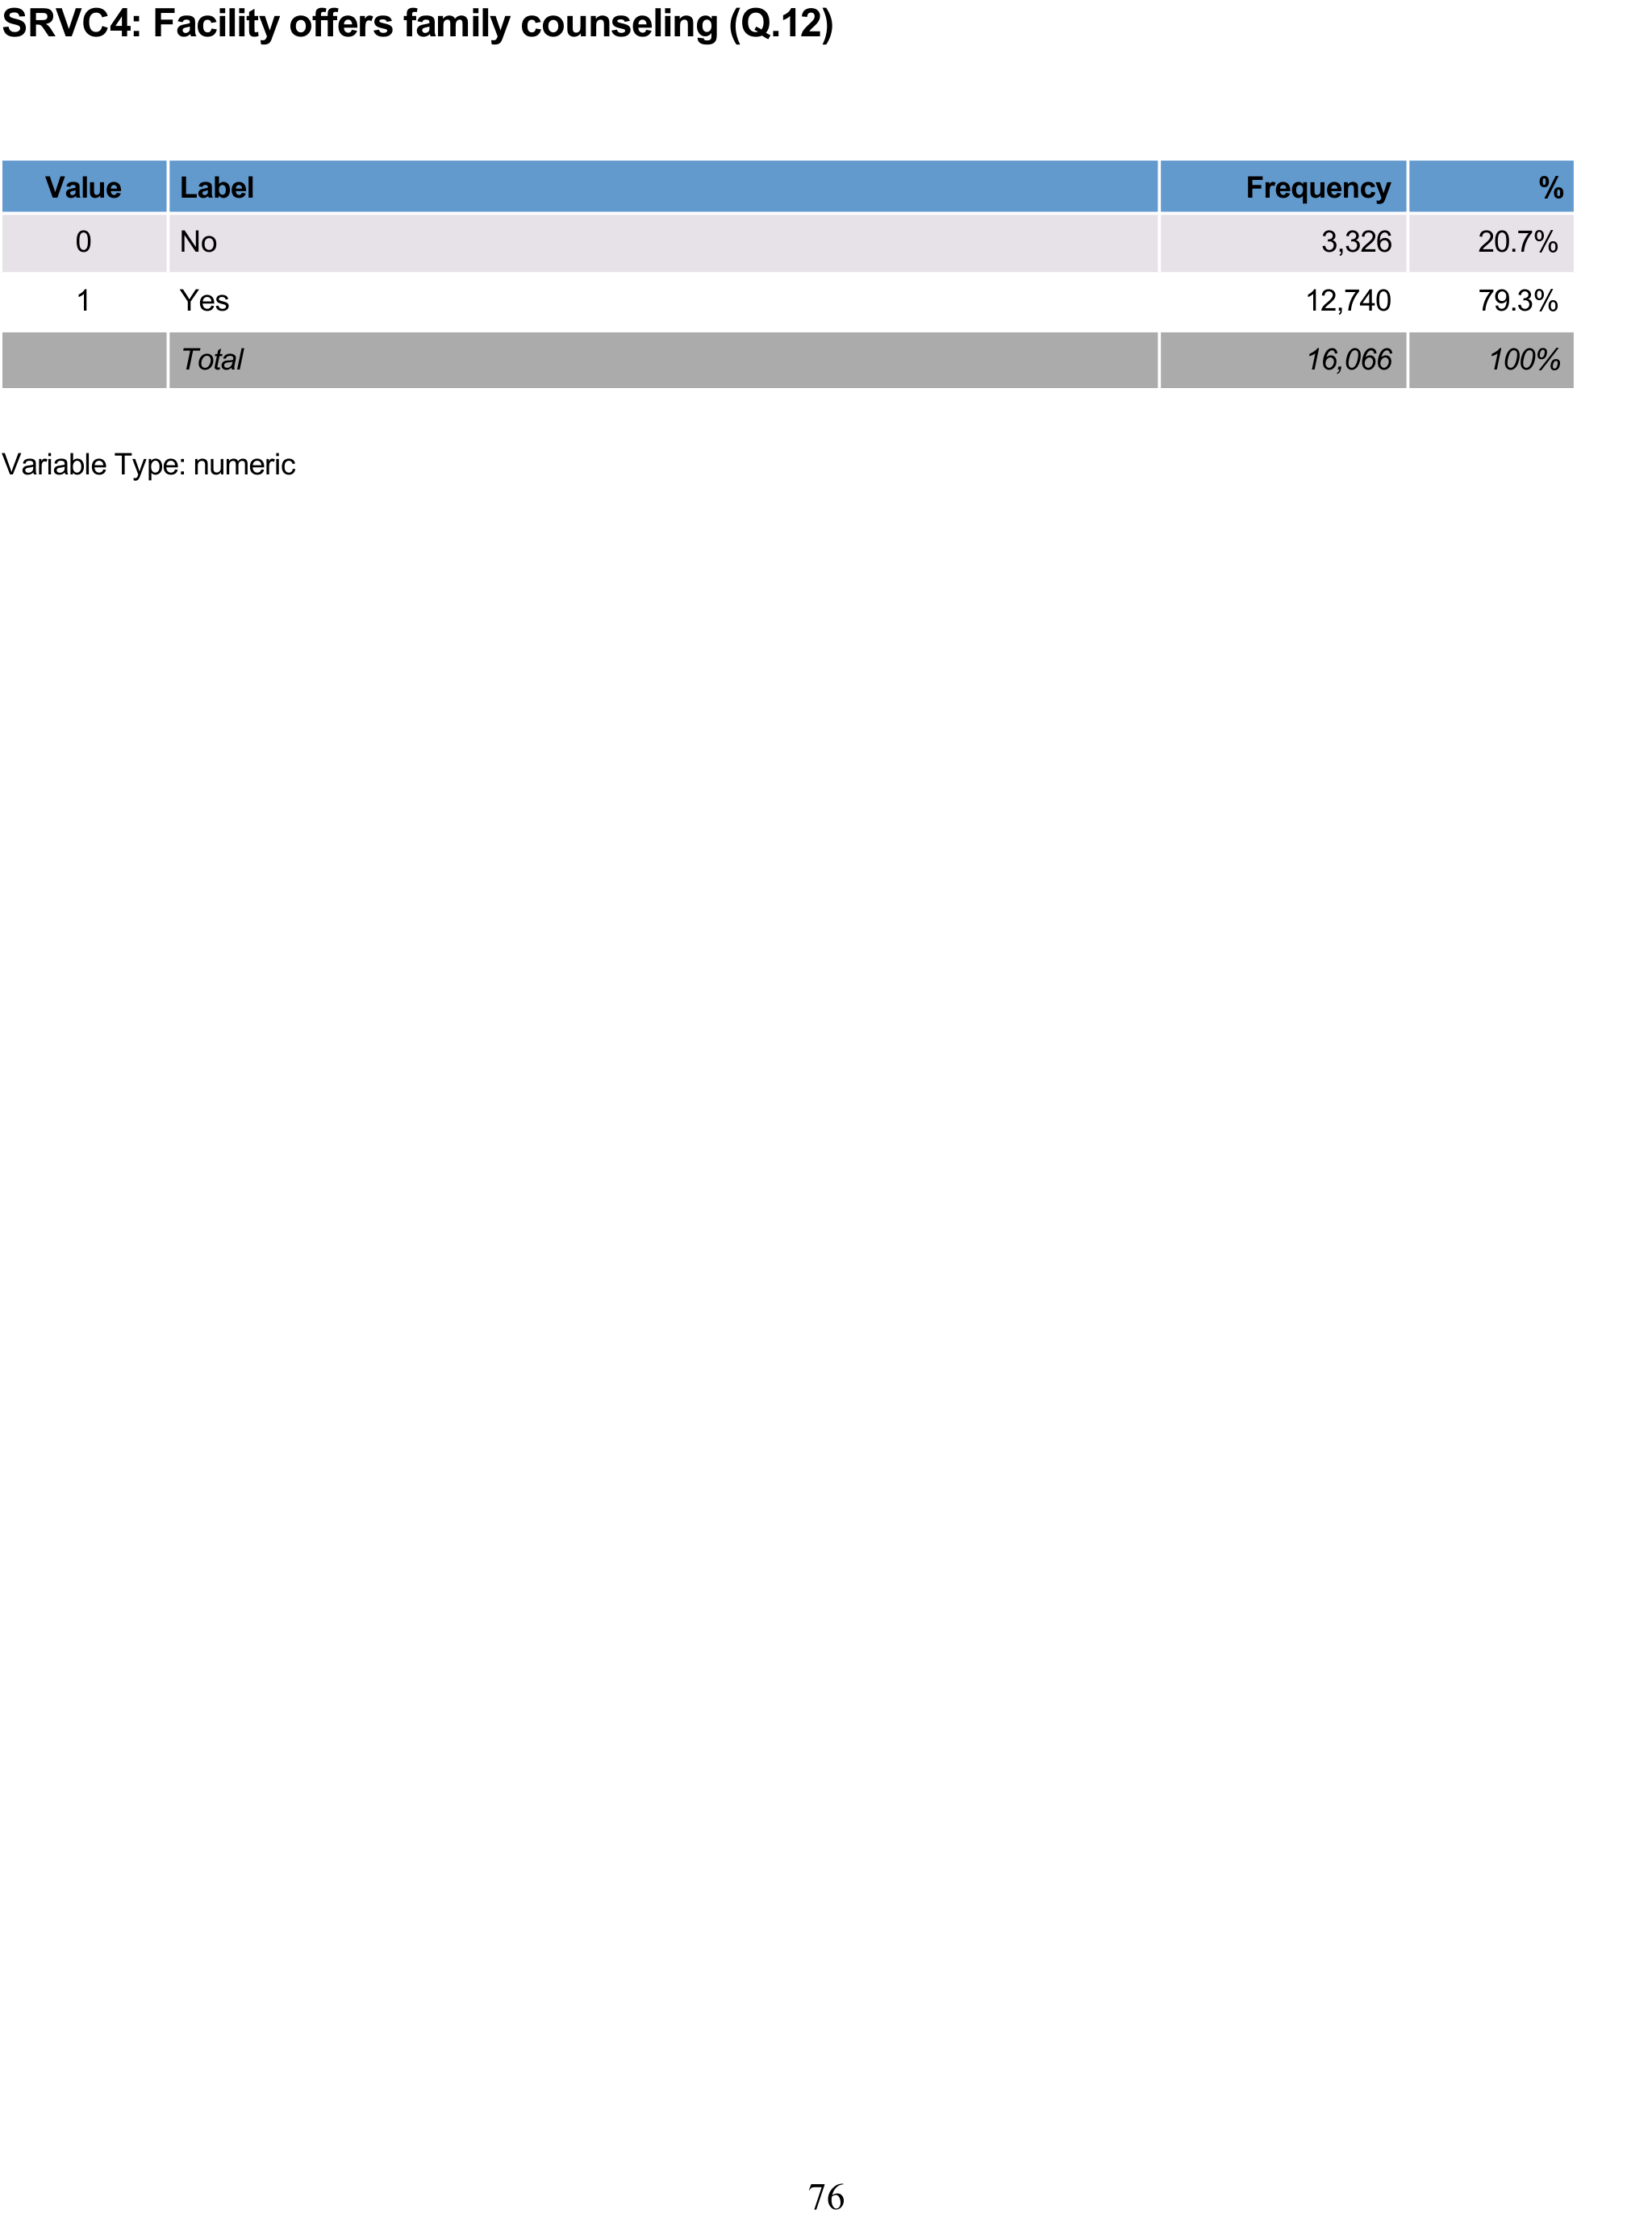 SRVC4: Facility offers family counseling (Q.12)
Value Label Frequency %
0 No 3,326 20.7%
1 Yes 12,740 79.3%
Total 16,066 100%
Variable Type: numeric
76